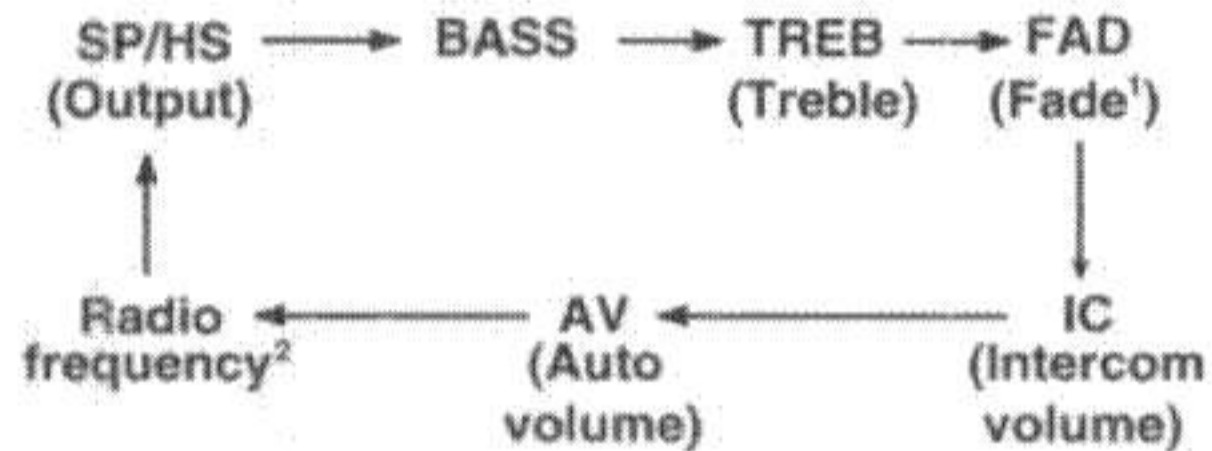 SP/HS → BASS → TREB → FAD
(Output) (Treble) (Fade¹)
Radio ← AV ← IC
frequency² (Auto (Intercom
volume) volume)